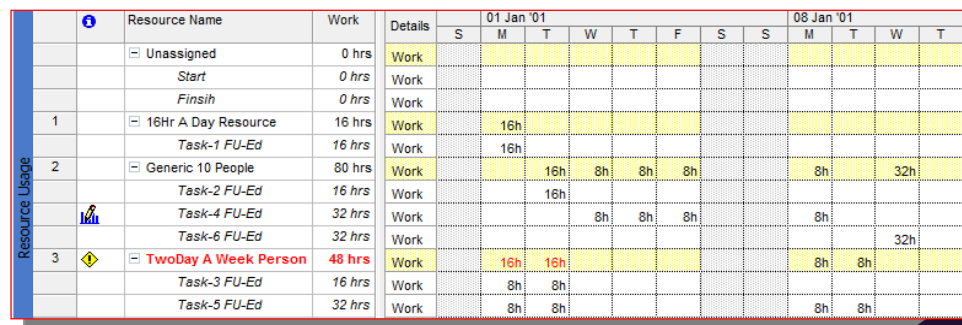 Resource Name Work Details 01 Jan '01 08 Jan '01
S M T W T F S S M T W T
Unassigned 0 hrs Work
Start 0 hrs Work
Finsih 0 hrs Work
1 16Hr A Day Resource 16 hrs Work 16h
Task-1 FU-Ed 16 hrs Work 16h
2 Generic 10 People 80 hrs Work 16h 8h 8h 8h 8h 32h
Task-2 FU-Ed 16 hrs Work 16h
Task-4 FU-Ed 32 hrs Work 8h 8h 8h 8h
Task-6 FU-Ed 32 hrs Work 32h
3 TwoDay A Week Person 48 hrs Work 16h 16h 8h 8h
Task-3 FU-Ed 16 hrs Work 8h 8h
Task-5 FU-Ed 32 hrs Work 8h 8h 8h 8h
Resource Usage